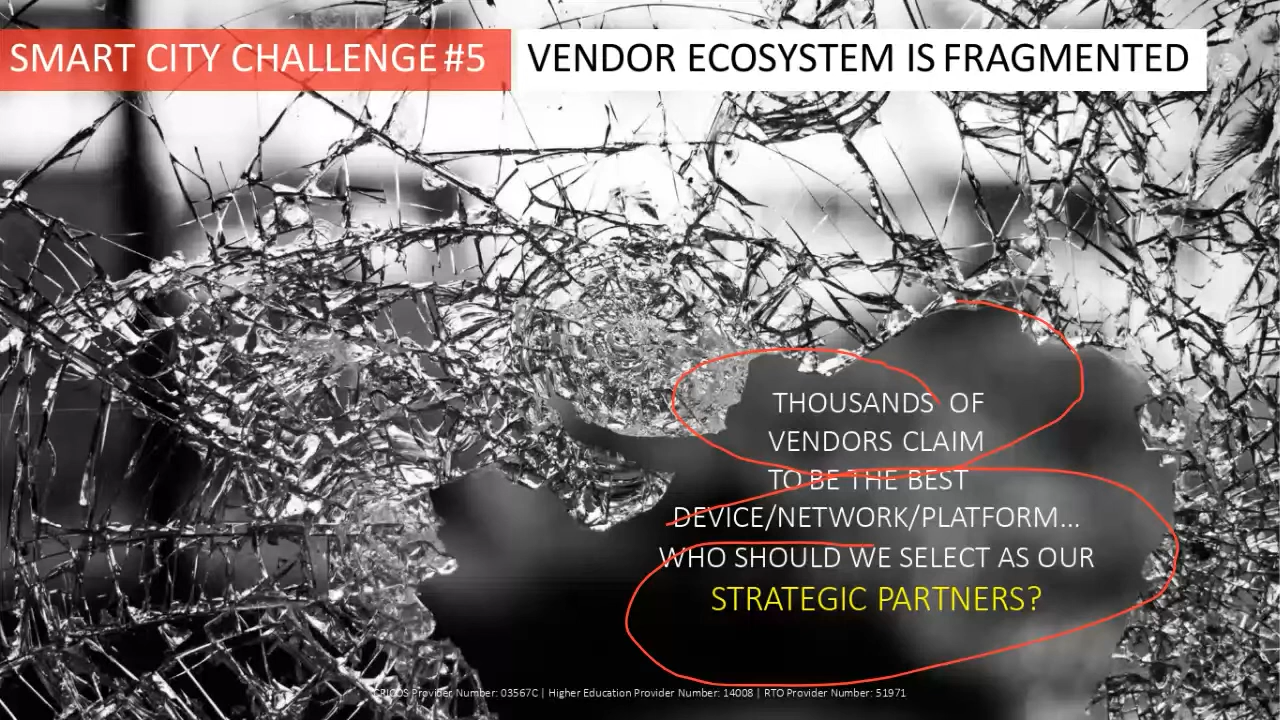 SMART CITY CHALLENGE #5 VENDOR ECOSYSTEM IS FRAGMENTED
THOUSANDS OF
VENDORS CLAIM
TO BE THE BEST
DEVICE/NETWORK/PLATFORM...
WHO SHOULD WE SELECT AS OUR
STRATEGIC PARTNERS?
CRICOS Provider Number: 03567C | Higher Education Provider Number: 14008 | RTO Provider Number: 51971